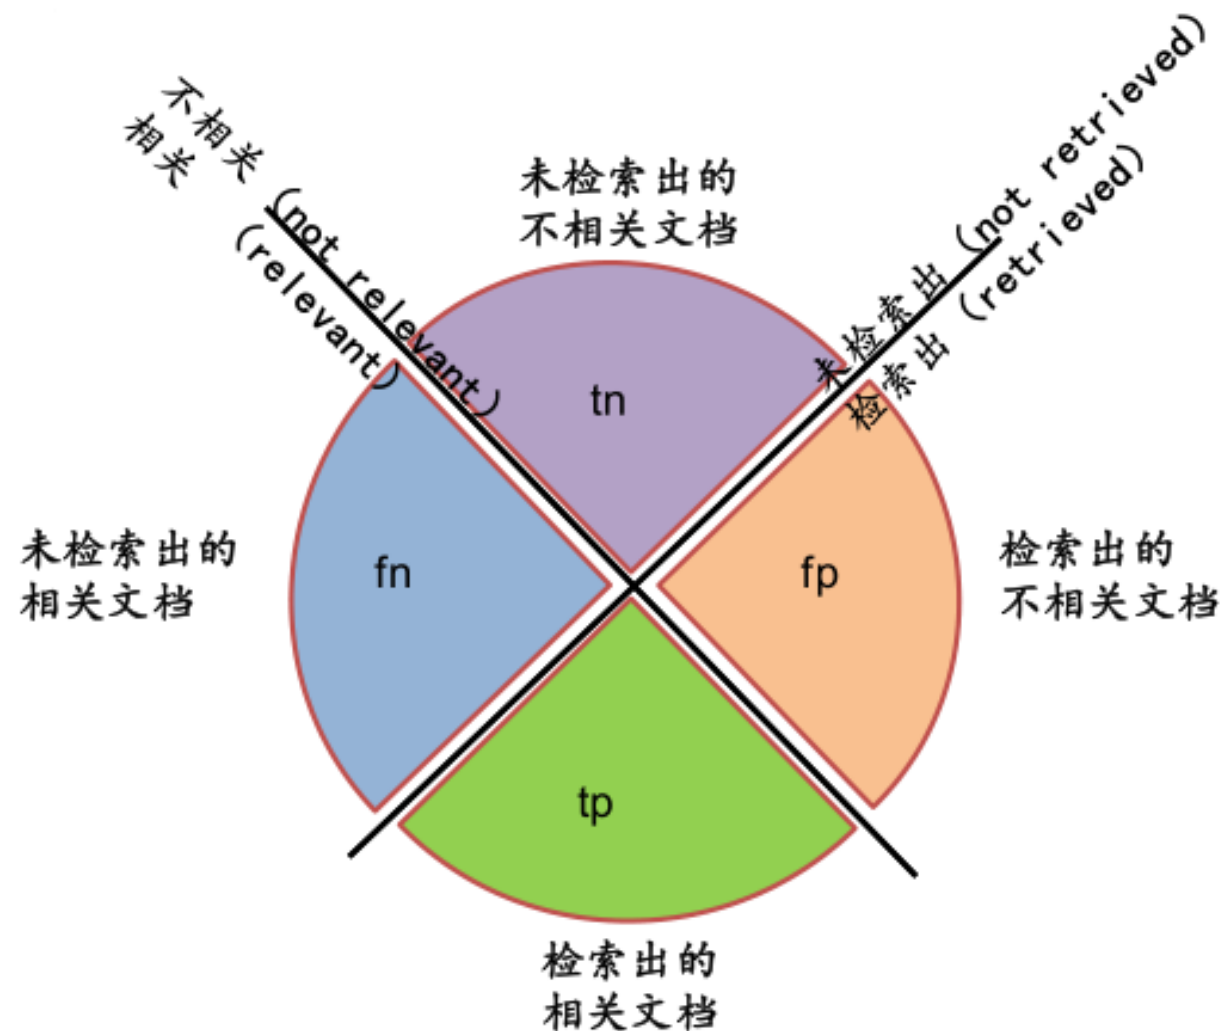 不相关（not relevant）
相关（relevant）
未检索出的
不相关文档
未检索出（not retrieved）
检索出（retrieved）
tn
未检索出的
相关文档
fn
fp
检索出的
不相关文档
tp
检索出的
相关文档